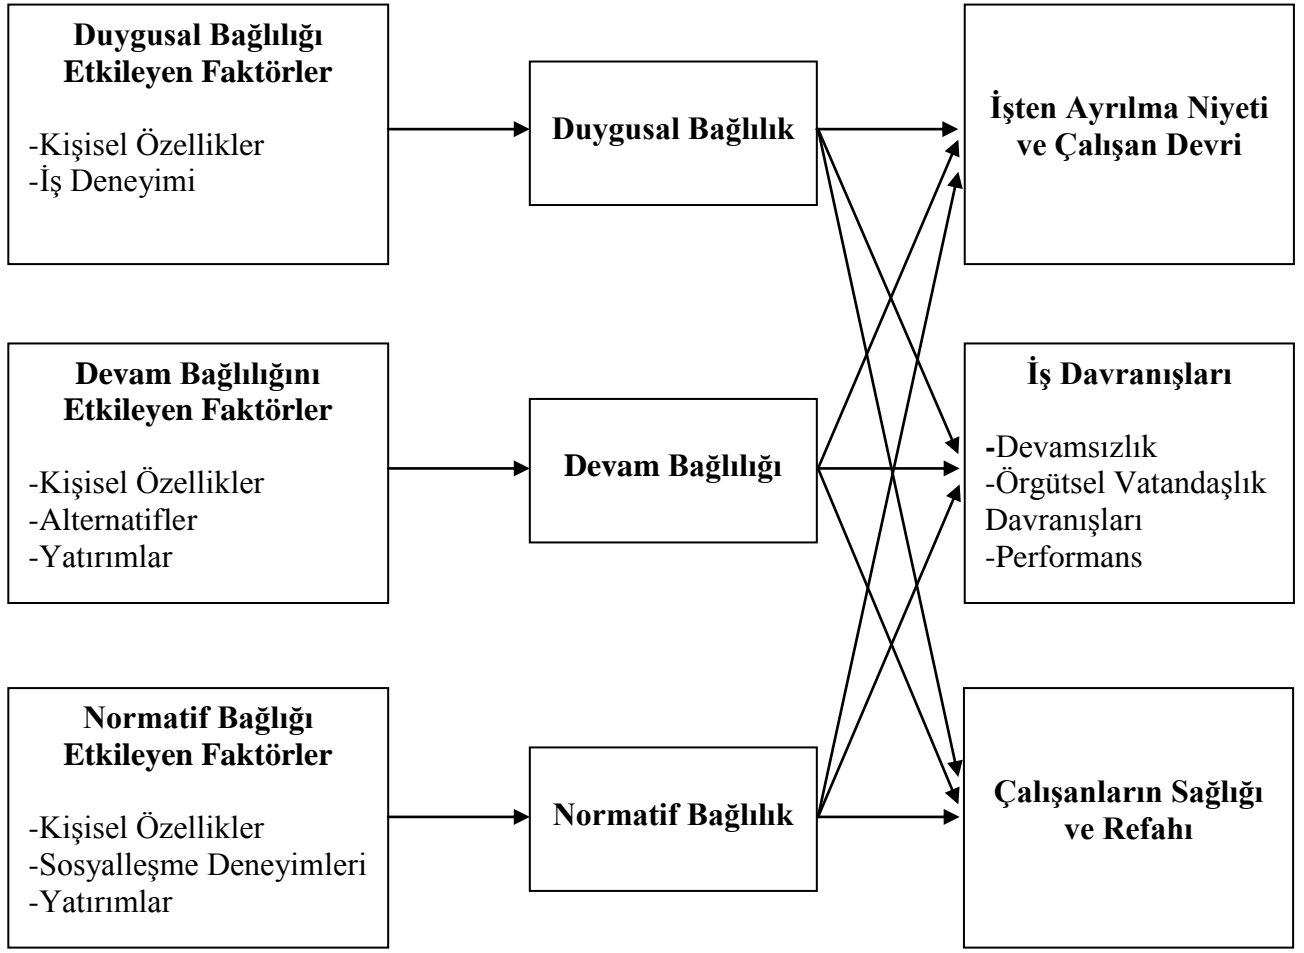 Duygusal Bağlılığı
Etkileyen Faktörler
-Kişisel Özellikler
-İş Deneyimi
Duygusal Bağlılık
İşten Ayrılma Niyeti
ve Çalışan Devri
Devam Bağlılığını
Etkileyen Faktörler
-Kişisel Özellikler
-Alternatifler
-Yatırımlar
Devam Bağlılığı
İş Davranışları
-Devamsızlık
-Örgütsel Vatandaşlık
Davranışları
-Performans
Normatif Bağlığı
Etkileyen Faktörler
-Kişisel Özellikler
-Sosyalleşme Deneyimleri
-Yatırımlar
Normatif Bağlılık
Çalışanların Sağlığı
ve Refahı